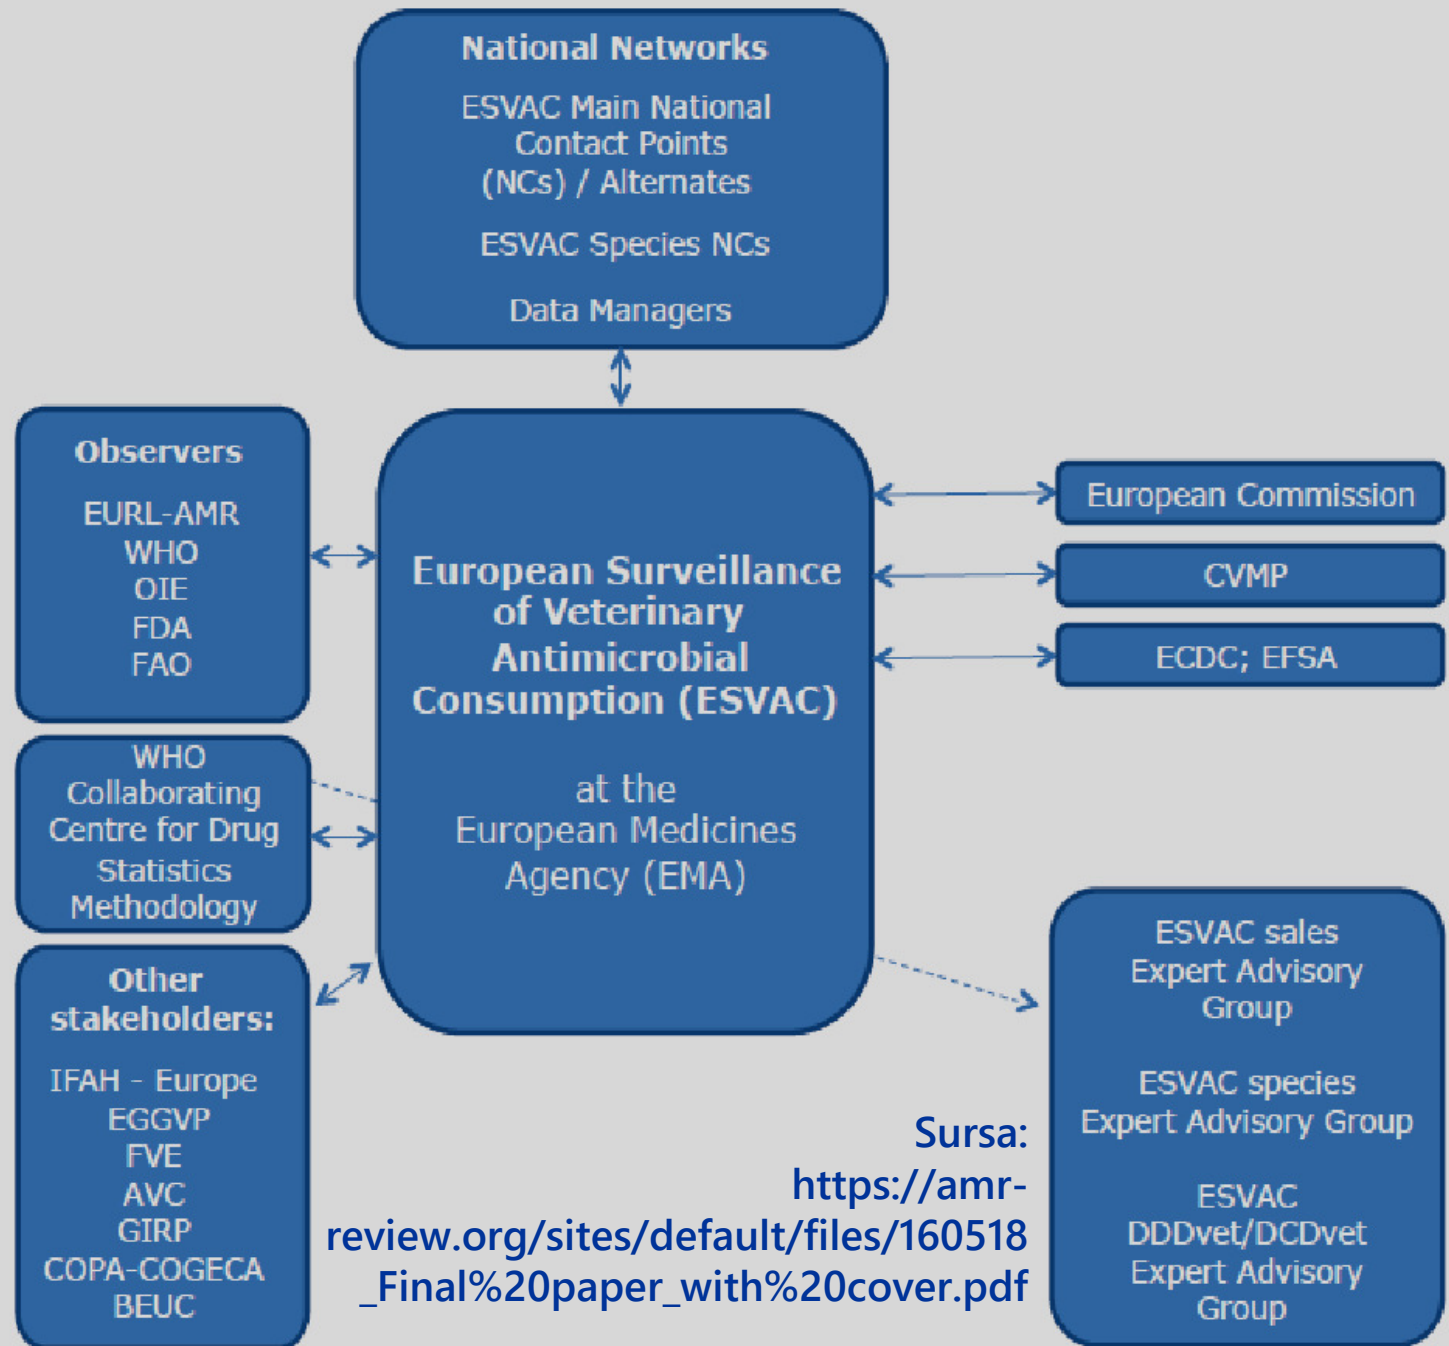 National Networks
ESVAC Main National
Contact Points
(NCs) / Alternates
ESVAC Species NCs
Data Managers
Observers
EURL-AMR
WHO
OIE
FDA
FAO
WHO
Collaborating
Centre for Drug
Statistics
Methodology
Other
stakeholders:
IFAH - Europe
EGGVP
FVE
AVC
GIRP
COPA-COGECA
BEUC
European Surveillance
of Veterinary
Antimicrobial
Consumption (ESVAC)
at the
European Medicines
Agency (EMA)
European Commission
CVMP
ECDC; EFSA
ESVAC sales
Expert Advisory
Group
ESVAC species
Expert Advisory Group
ESVAC
DDDvet/DCDvet
Expert Advisory
Group
Sursa:
https://amr-
review.org/sites/default/files/160518
_Final%20paper_with%20cover.pdf